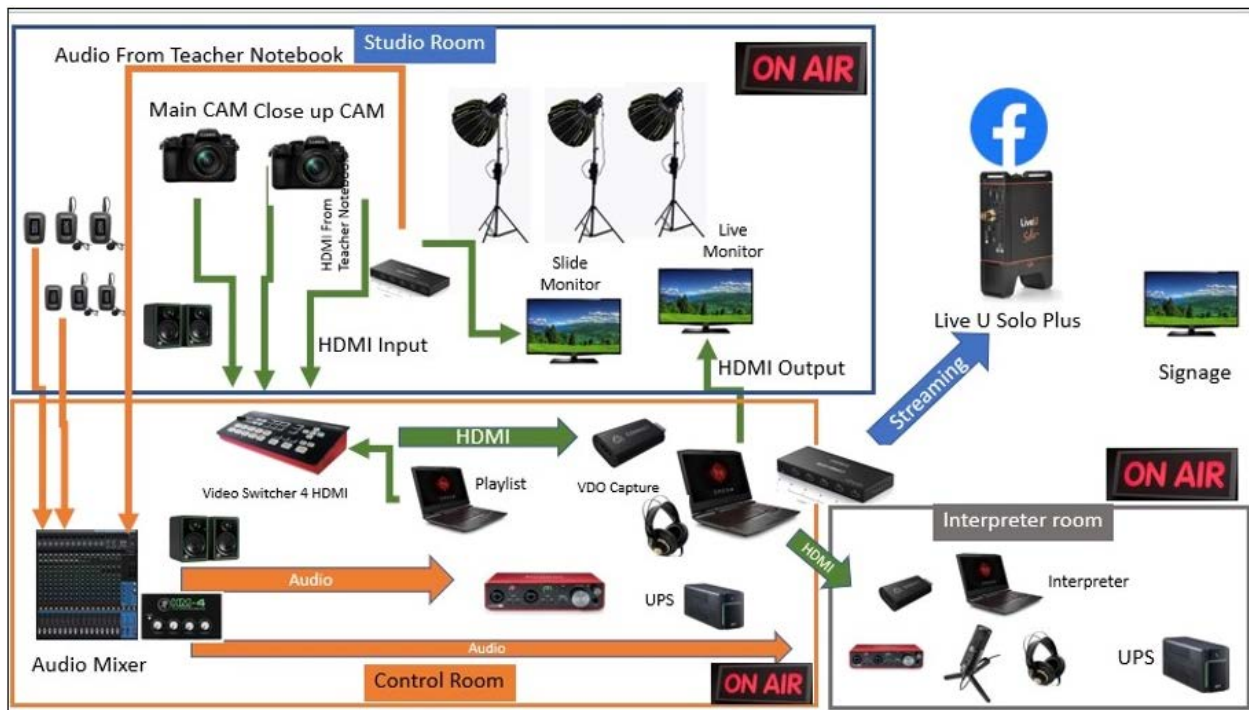 Audio From Teacher Notebook
Studio Room
ON AIR
Main CAM Close up CAM
HDMI From
Teacher Notebook
Live
Monitor
Slide
Monitor
HDMI Input
HDMI Output
LiveU
Solo
Live U Solo Plus
Signage
Streaming
HDMI
Video Switcher 4 HDMI
Playlist
VDO Capture
ON AIR
Interpreter room
HDMI
Interpreter
Audio
UPS
UPS
Audio Mixer
Audio
Control Room
ON AIR